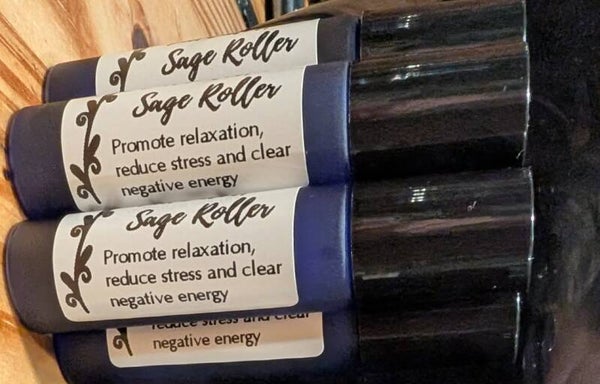 Sage Roller
Sage Roller
Promote relaxation,
reduce stress and clear
negative energy
Sage Roller
Promote relaxation,
reduce stress and clear
negative energy
reduce stress and clear
negative energy